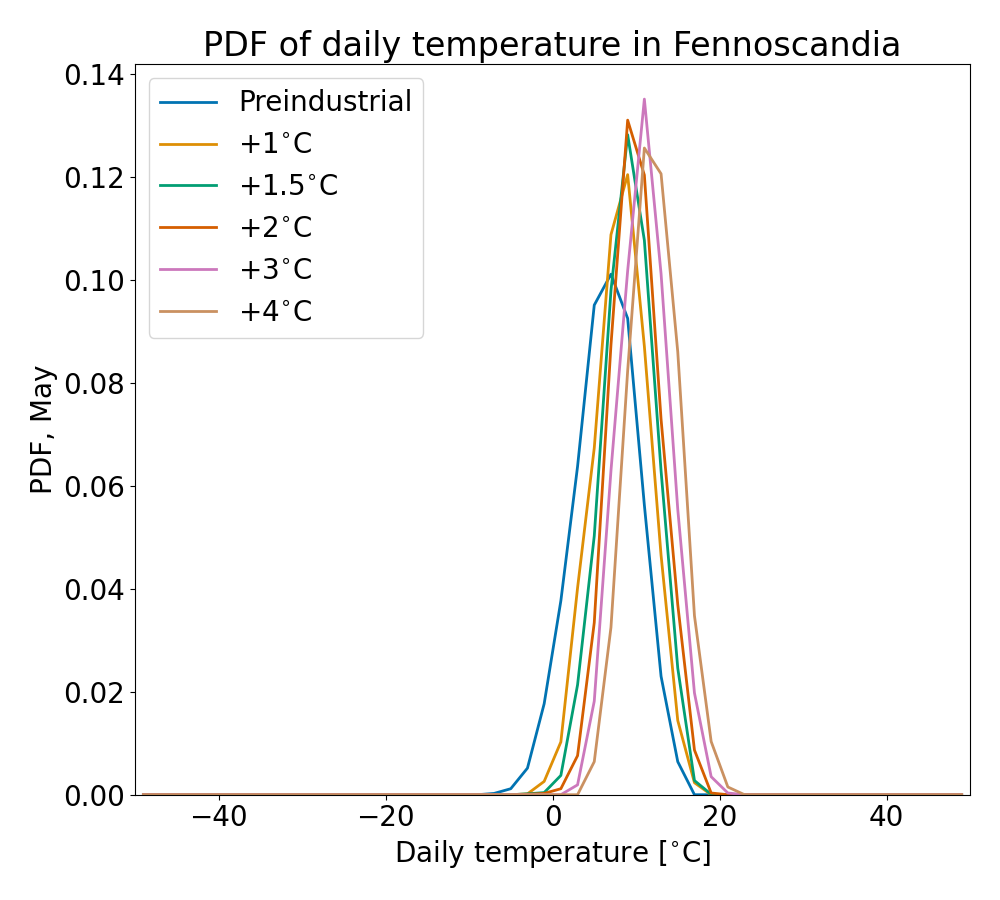 PDF of daily temperature in Fennoscandia
Preindustrial
+1°C
+1.5°C
+2°C
+3°C
+4°C
PDF, May
0.14
0.12
0.10
0.08
0.06
0.04
0.02
0.00
−40
−20
0
20
40
Daily temperature [°C]